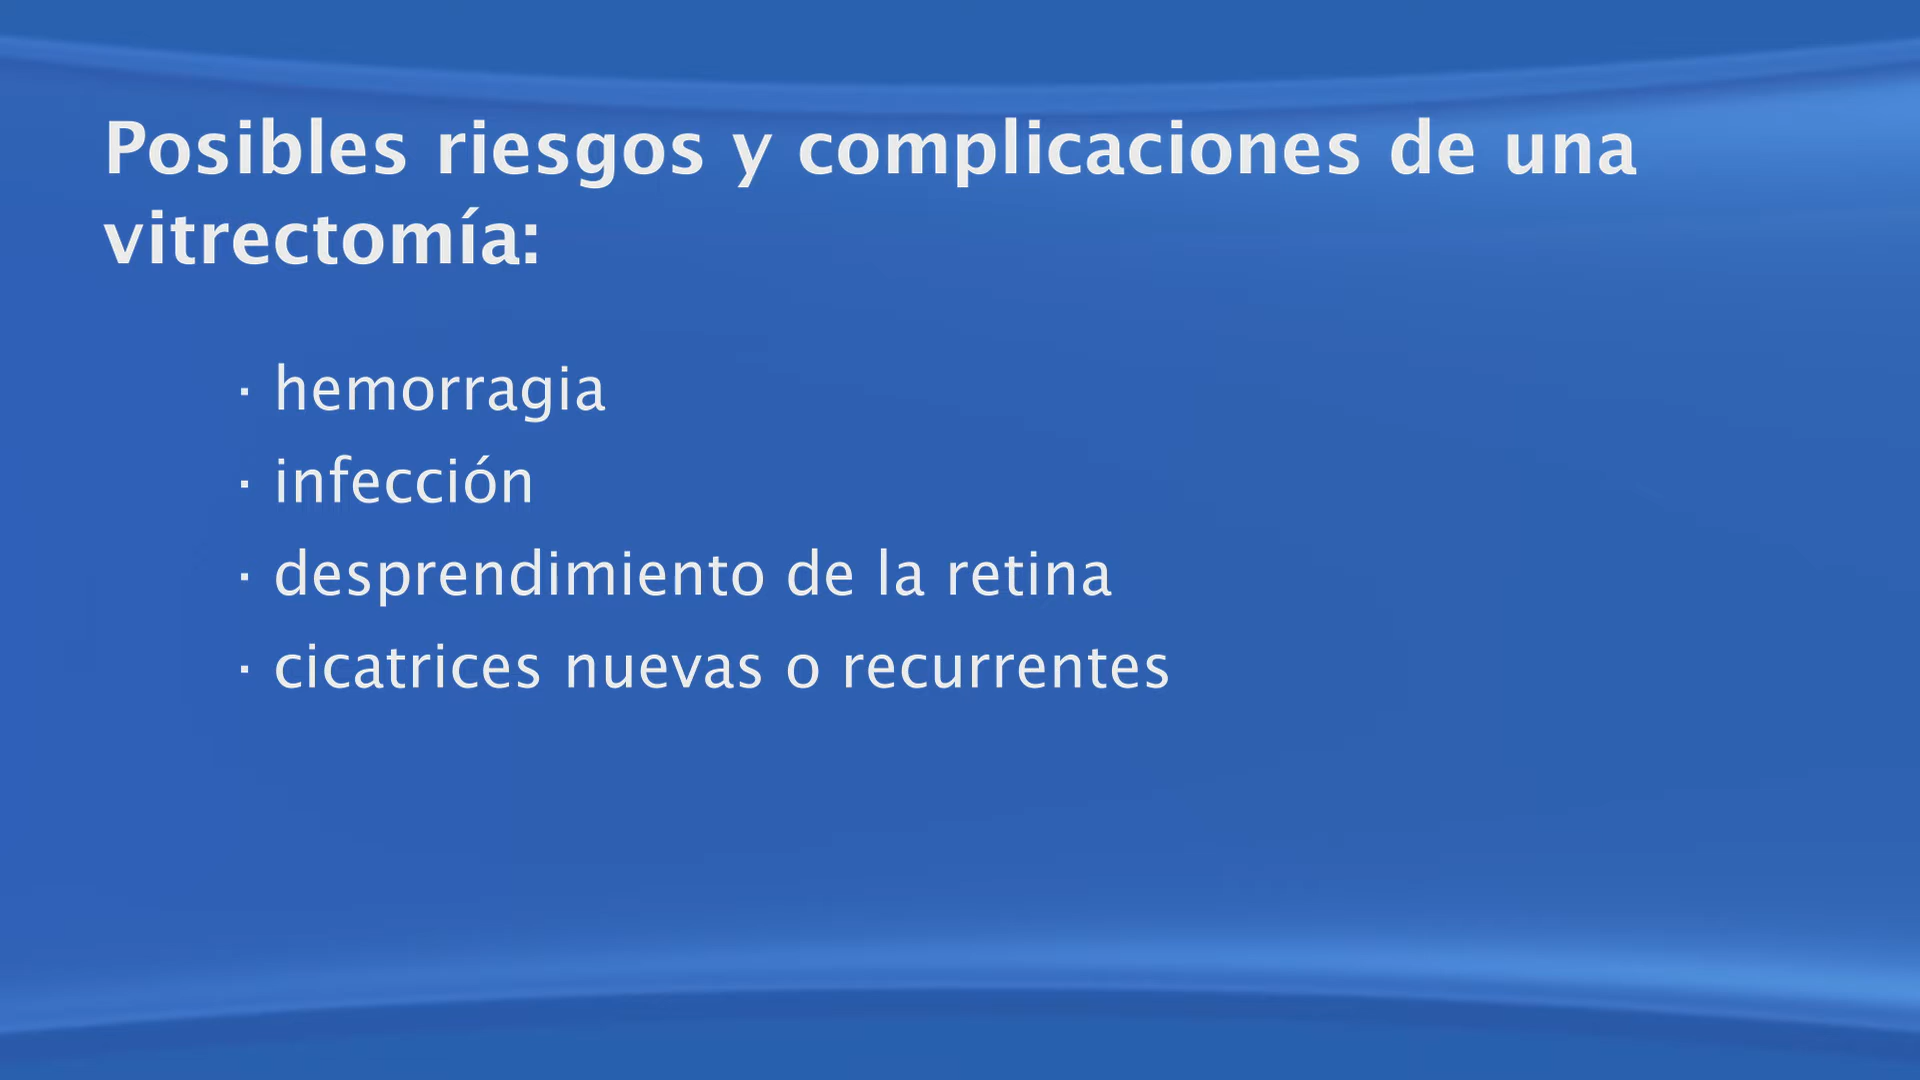 Posibles riesgos y complicaciones de una
vitrectomía:
· hemorragia
· infección
· desprendimiento de la retina
· cicatrices nuevas o recurrentes